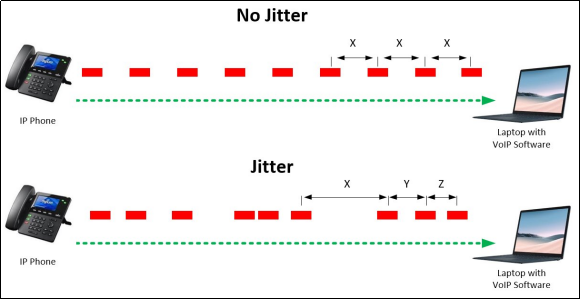 No Jitter
X X X
IP Phone
Laptop with
VoIP Software
Jitter
X Y Z
IP Phone
Laptop with
VoIP Software